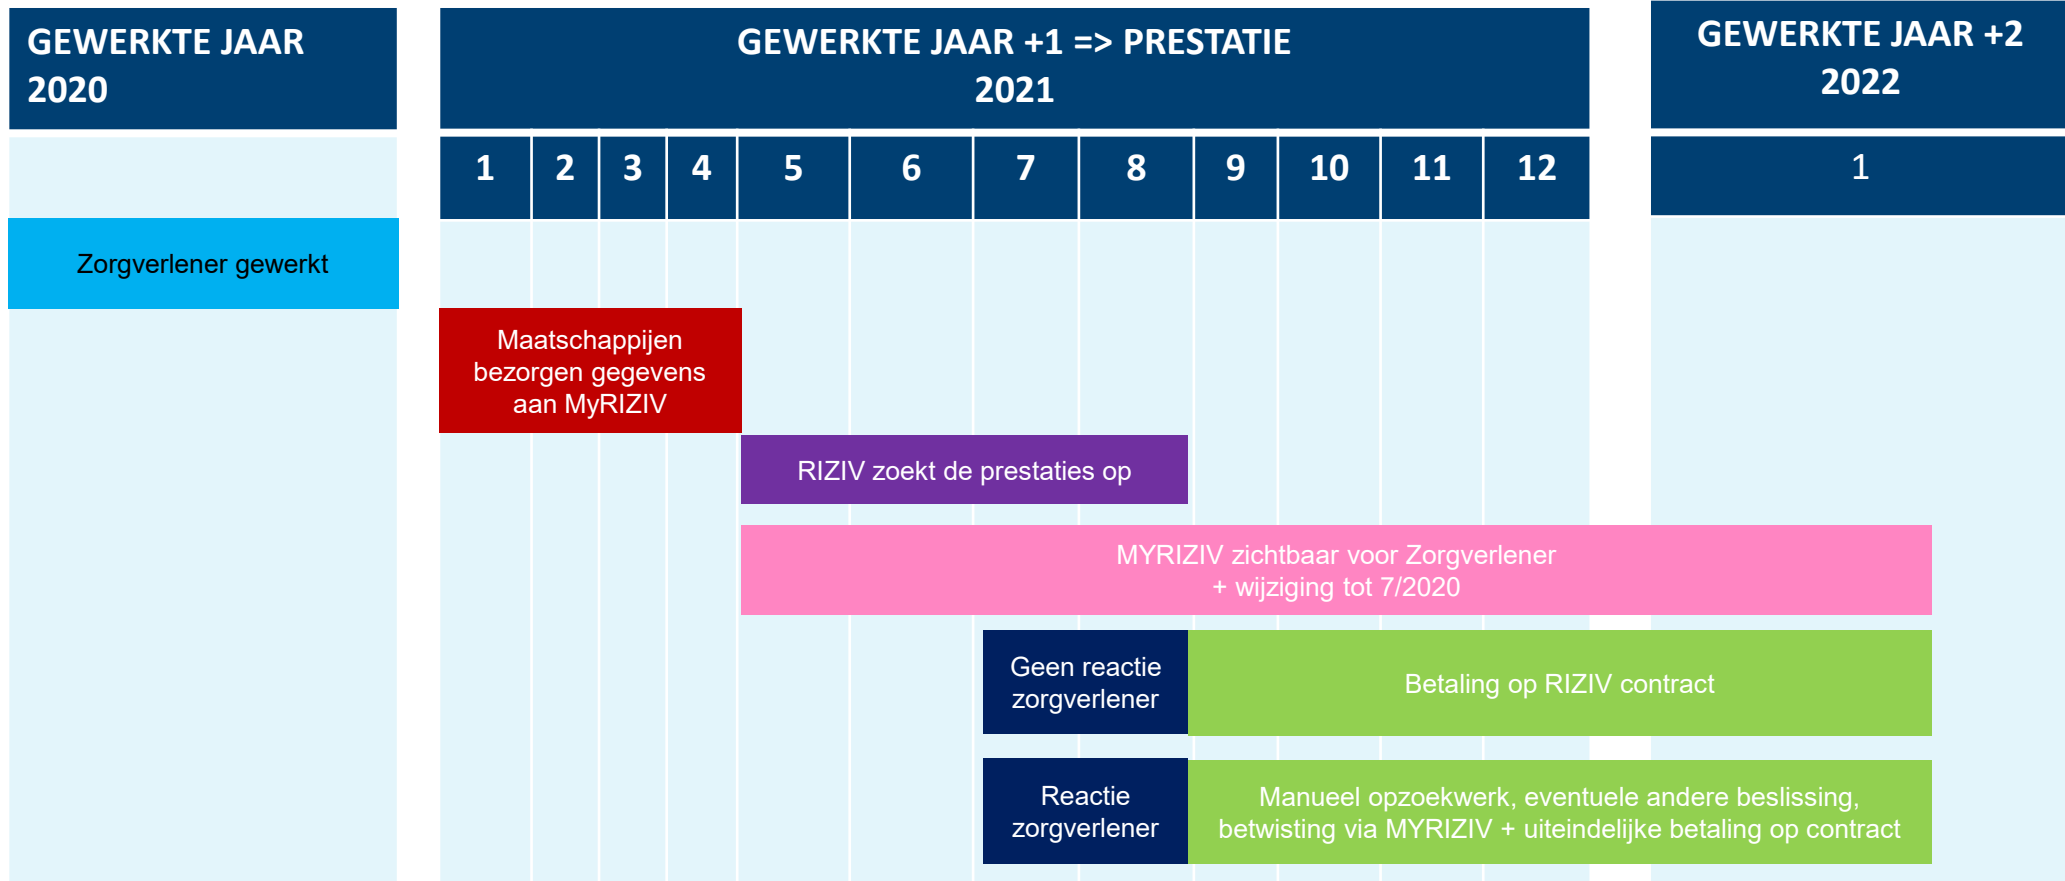 GEWERKTE JAAR
2020
GEWERKTE JAAR +1 => PRESTATIE
2021
GEWERKTE JAAR +2
2022
1 2 3 4 5 6 7 8 9 10 11 12
1
Zorgverlener gewerkt
Maatschappijen
bezorgen gegevens
aan MyRIZIV
RIZIV zoekt de prestaties op
MYRIZIV zichtbaar voor Zorgverlener
+ wijziging tot 7/2020
Geen reactie
zorgverlener
Betaling op RIZIV contract
Reactie
zorgverlener
Manueel opzoekwerk, eventuele andere beslissing,
betwisting via MYRIZIV + uiteindelijke betaling op contract